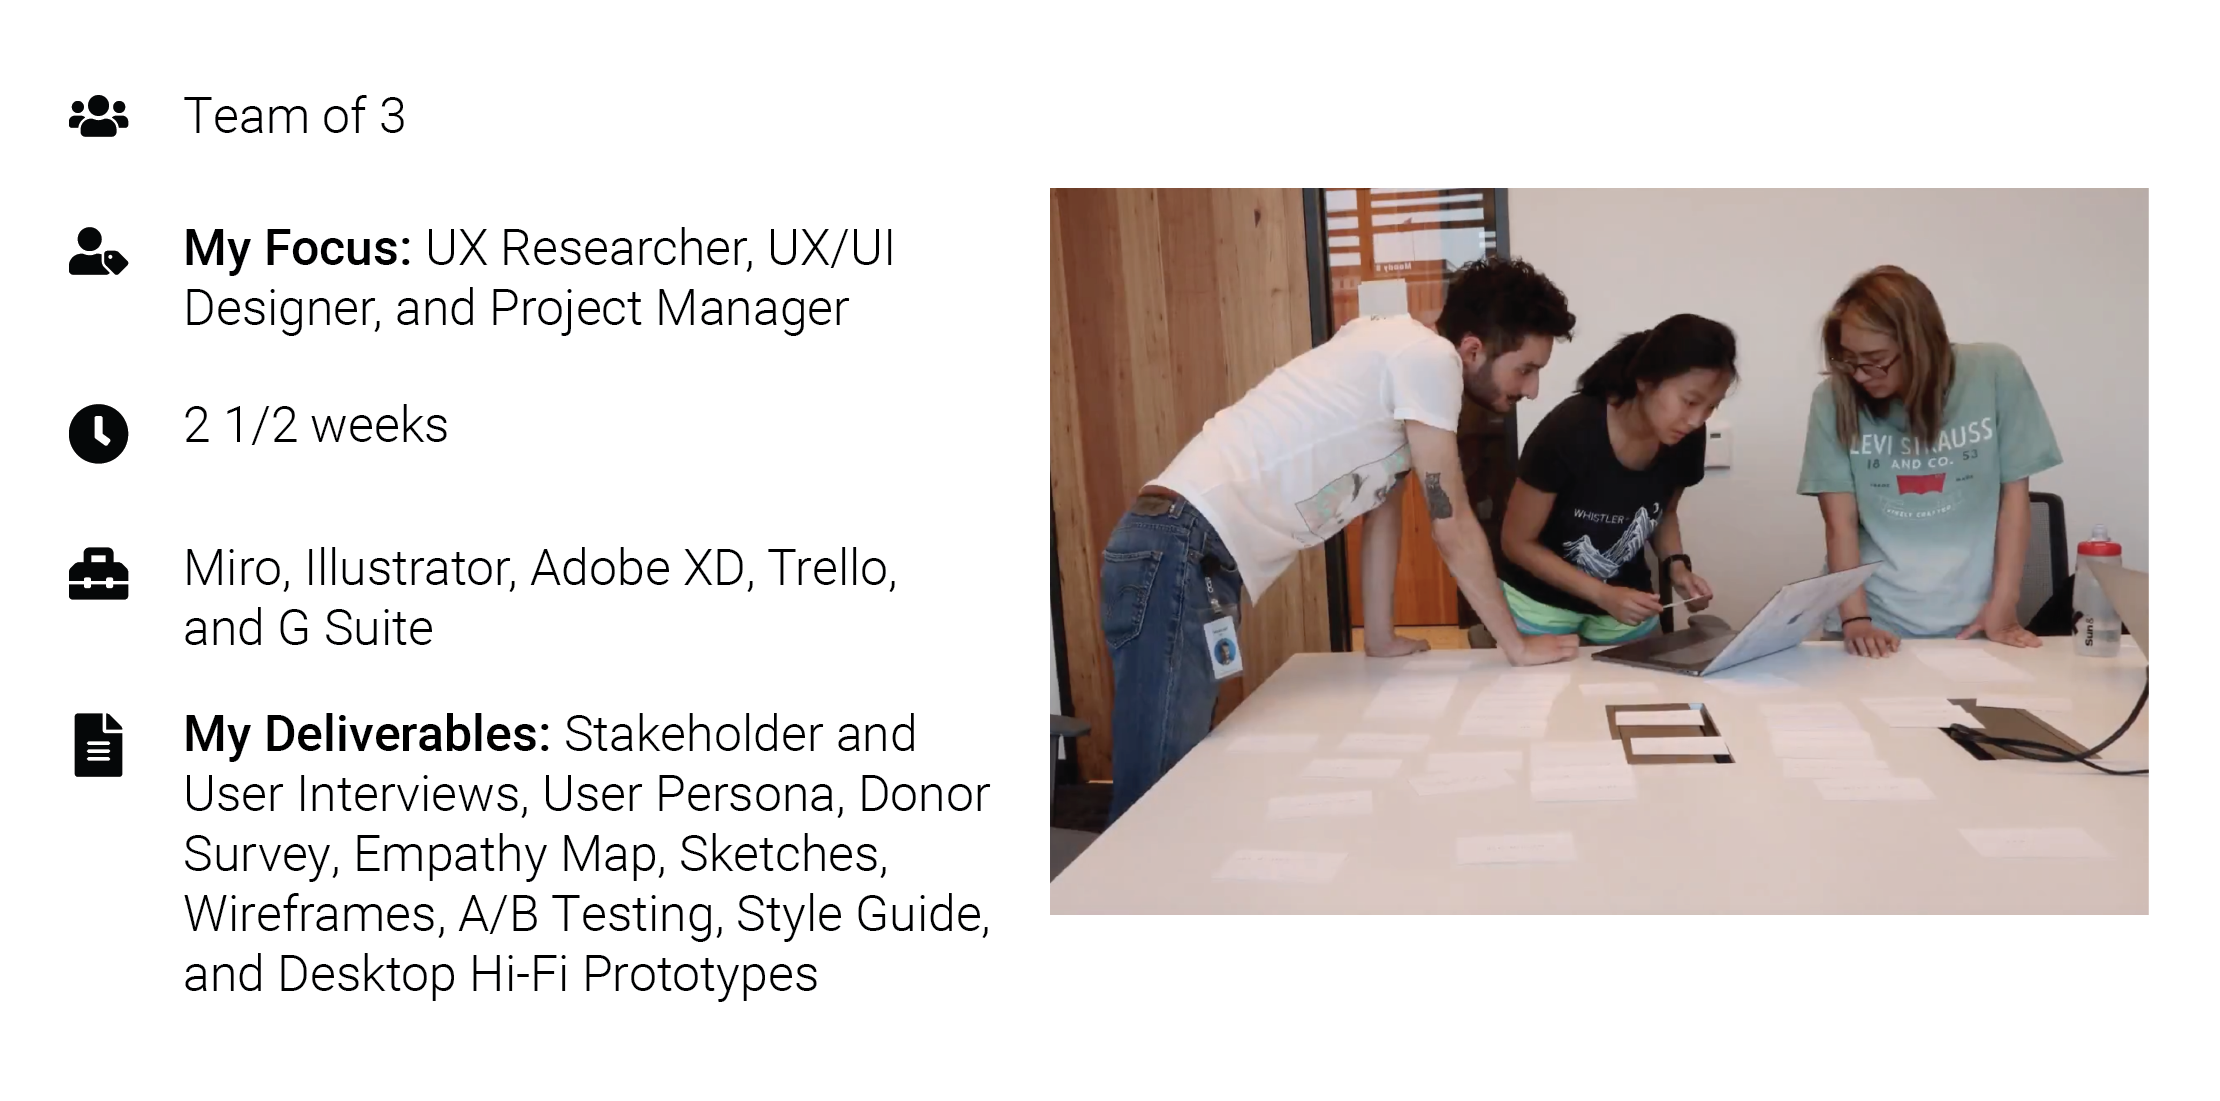 Team of 3
My Focus: UX Researcher, UX/UI
Designer, and Project Manager
2 1/2 weeks
Miro, Illustrator, Adobe XD, Trello,
and G Suite
My Deliverables: Stakeholder and
User Interviews, User Persona, Donor
Survey, Empathy Map, Sketches,
Wireframes, A/B Testing, Style Guide,
and Desktop Hi-Fi Prototypes
WHISTLER
LEVI STRAUSS
18 AND CO. 53